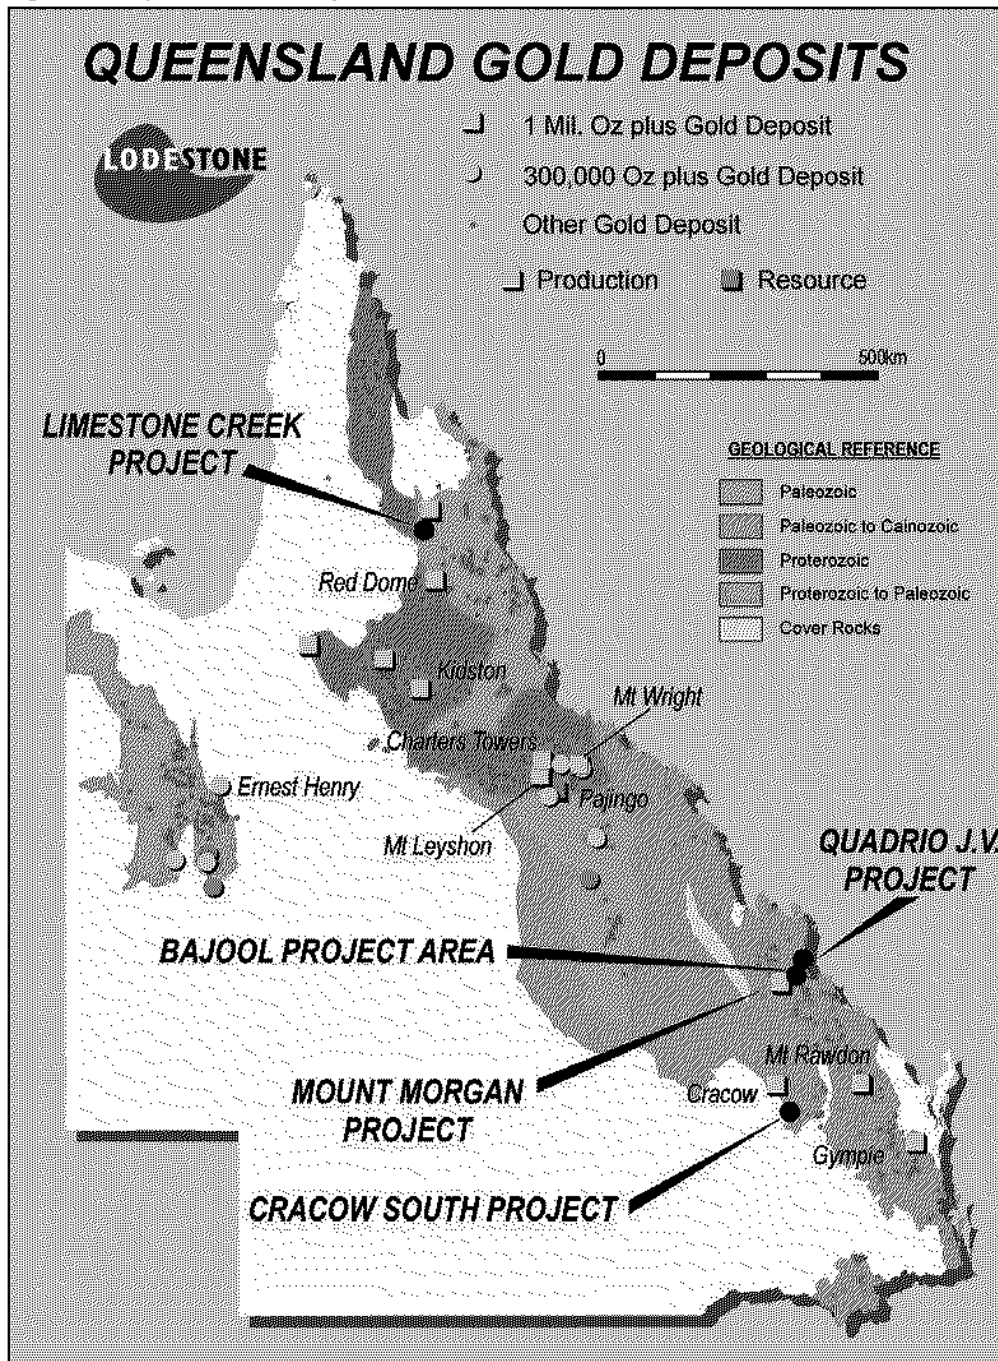 QUEENSLAND GOLD DEPOSITS
LODESTONE
1 Mil. Oz plus Gold Deposit
300,000 Oz plus Gold Deposit
Other Gold Deposit
Production
Resource
0
500km
LIMESTONE CREEK
PROJECT
GEOLOGICAL REFERENCE
Paleozoic
Paleozoic to Cainozoic
Proterozoic
Proterozoic to Paleozoic
Cover Rocks
Red Dome
Kidston
Mt Wright
Charters Towers
Ernest Henry
Pajingo
Mt Leyshon
QUADRIO J.V.
PROJECT
BAJOOL PROJECT AREA
Mt Rawdon
MOUNT MORGAN
PROJECT
Cracow
Gympie
CRACOW SOUTH PROJECT